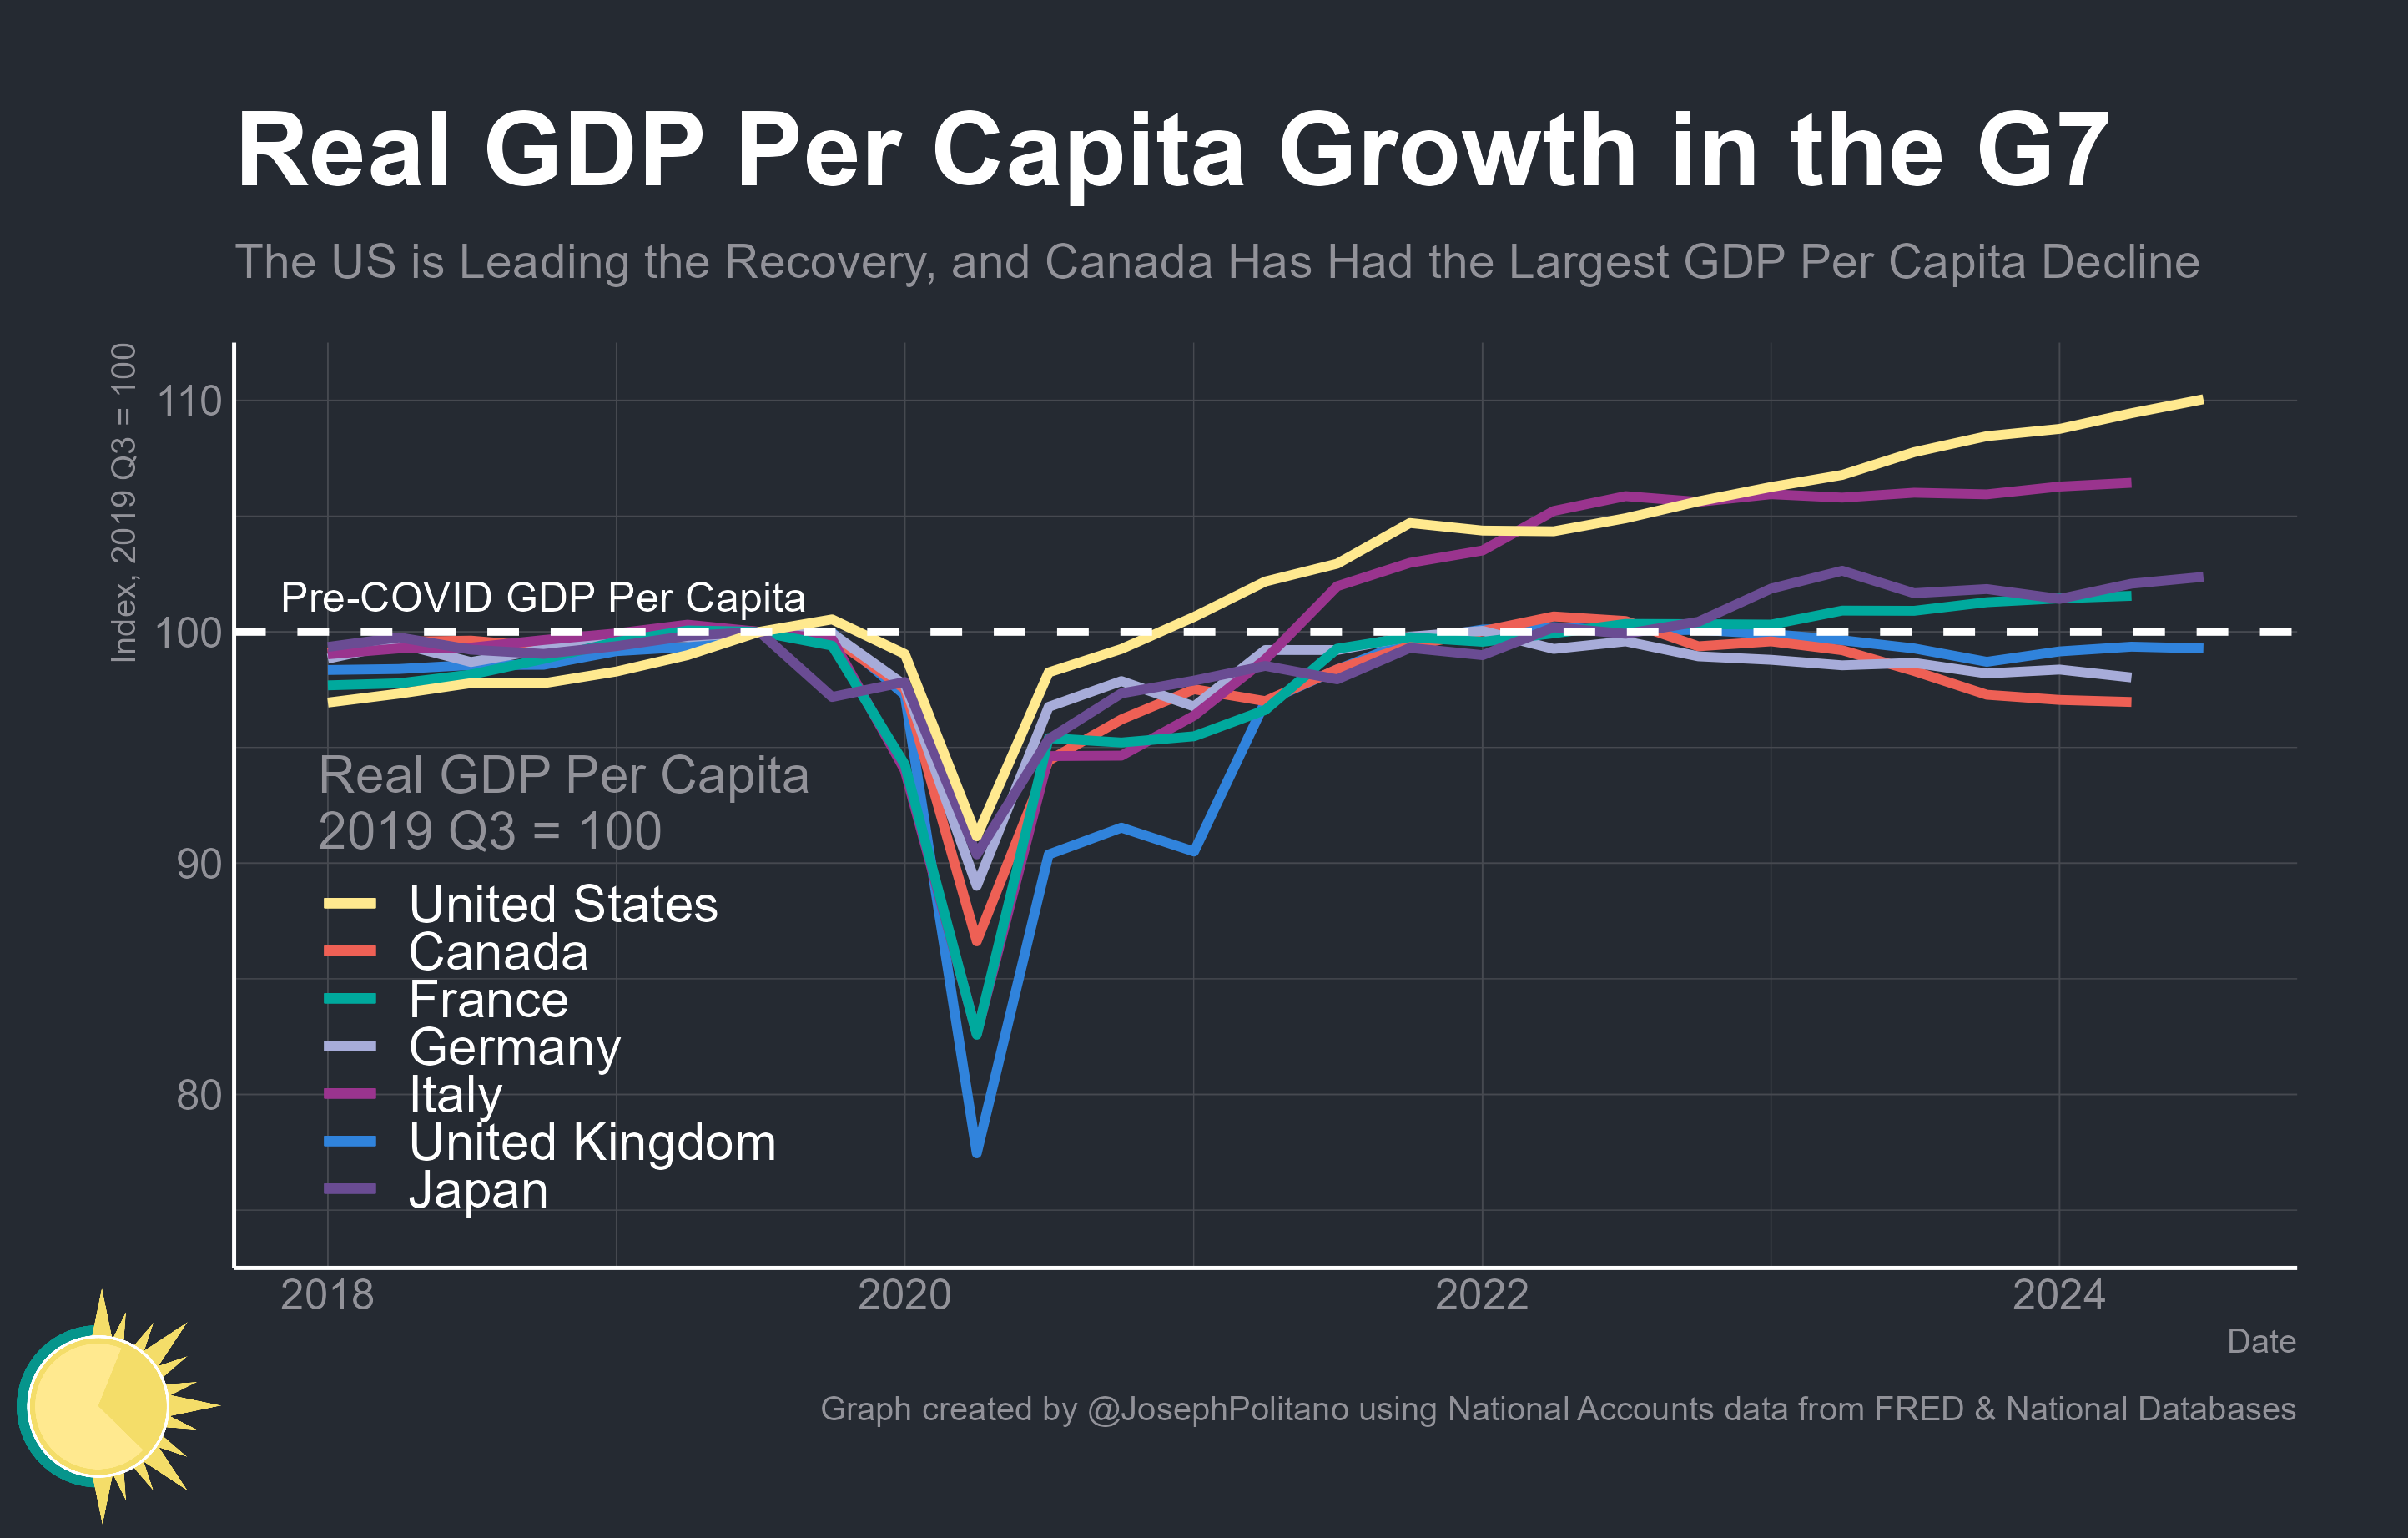 Real GDP Per Capita Growth in the G7
The US is Leading the Recovery, and Canada Has Had the Largest GDP Per Capita Decline
Index, 2019 Q3 = 100
110
100
90
80
Pre-COVID GDP Per Capita
Real GDP Per Capita
2019 Q3 = 100
United States
Canada
France
Germany
Italy
United Kingdom
Japan
2018
2020
2022
2024
Date
Graph created by @JosephPolitano using National Accounts data from FRED & National Databases